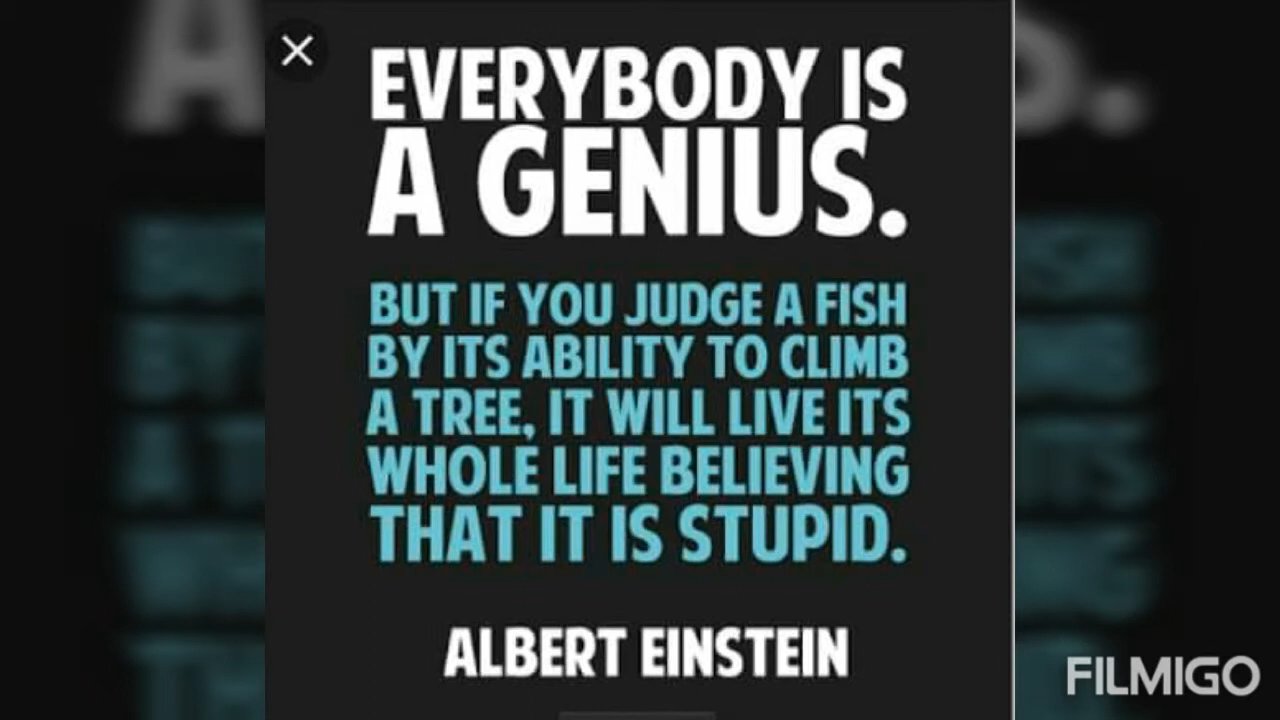 EVERYBODY IS
A GENIUS.
BUT IF YOU JUDGE A FISH
BY ITS ABILITY TO CLIMB
A TREE, IT WILL LIVE ITS
WHOLE LIFE BELIEVING
THAT IT IS STUPID.
ALBERT EINSTEIN
FILMIGO